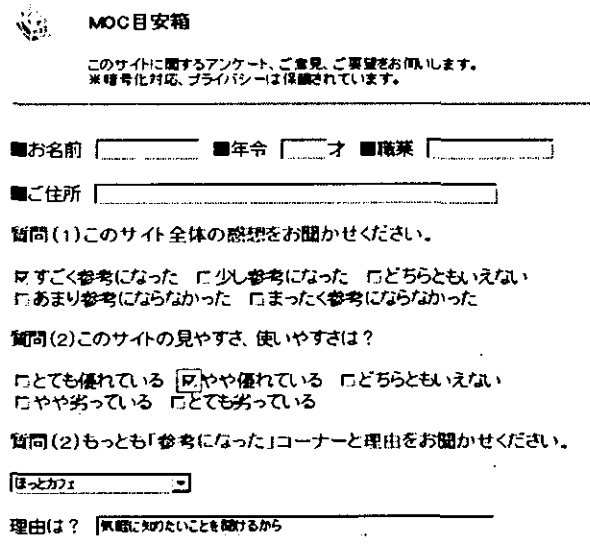 MOC目安箱
このサイトに関するアンケート、ご意見、ご要望をお伺いします。
※暗号化対応、プライバシーは保護されています。
■お名前 ■年令 才 ■職業
■ご住所
質問(1)このサイト全体の感想をお聞かせください。
すごく参考になった 少し参考になった どちらともいえない
あまり参考にならなかった まったく参考にならなかった
質問(2)このサイトの見やすさ、使いやすさは?
とても優れている やや優れている どちらともいえない
やや劣っている とても劣っている
質問(2)もっとも「参考になった」コーナーと理由をお聞かせください。
ほっとカフェ
理由は? 気軽に知りたいことを聞けるから